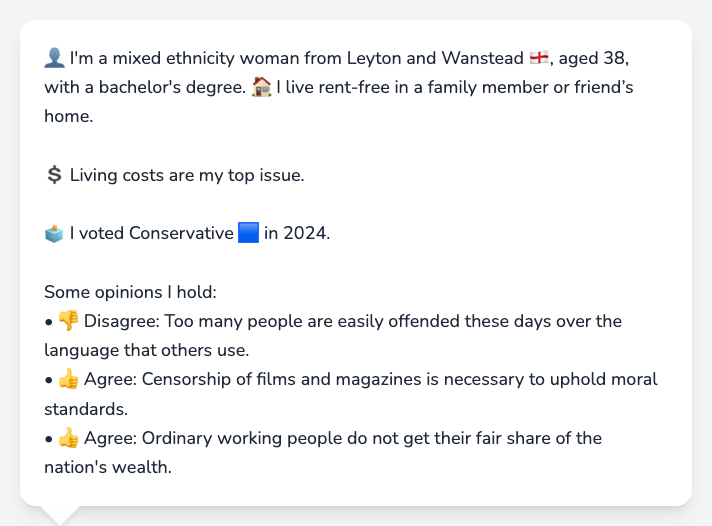 👤 I'm a mixed ethnicity woman from Leyton and Wanstead 🏴󠁧󠁢󠁥󠁮󠁧󠁿, aged 38,
with a bachelor's degree. 🏠 I live rent-free in a family member or friend’s
home.
💲 Living costs are my top issue.
🗳️ I voted Conservative 🟦 in 2024.
Some opinions I hold:
• 👎 Disagree: Too many people are easily offended these days over the
language that others use.
• 👍 Agree: Censorship of films and magazines is necessary to uphold moral
standards.
• 👍 Agree: Ordinary working people do not get their fair share of the
nation's wealth.